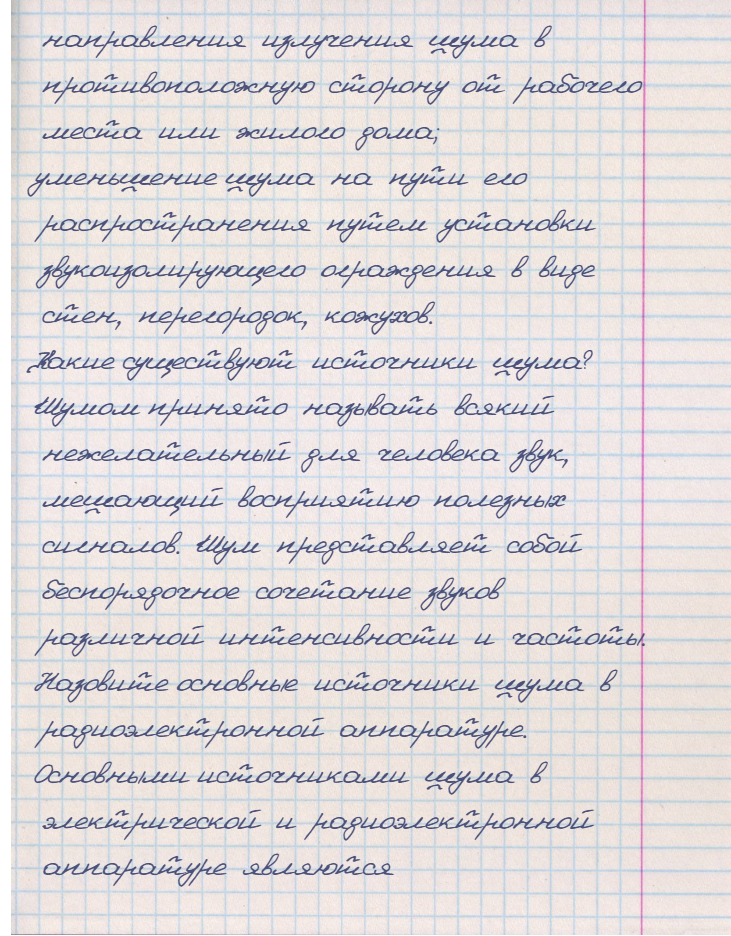 направления излучения шума в
противоположную сторону от рабочего
места или жилого дома;
уменьшение шума на пути его
распространения путем установки
звукоизолирующего ограждения в виде
стен, перегородок, кожухов.
Какие существуют источники шума?
Шумом принято называть всякий
нежелательный для человека звук,
мешающий восприятию полезных
сигналов. Шум представляет собой
беспорядочное сочетание звуков
различной интенсивности и частоты.
Назовите основные источники шума в
радиоэлектронной аппаратуре.
Основными источниками шума в
электрической и радиоэлектронной
аппаратуре являются